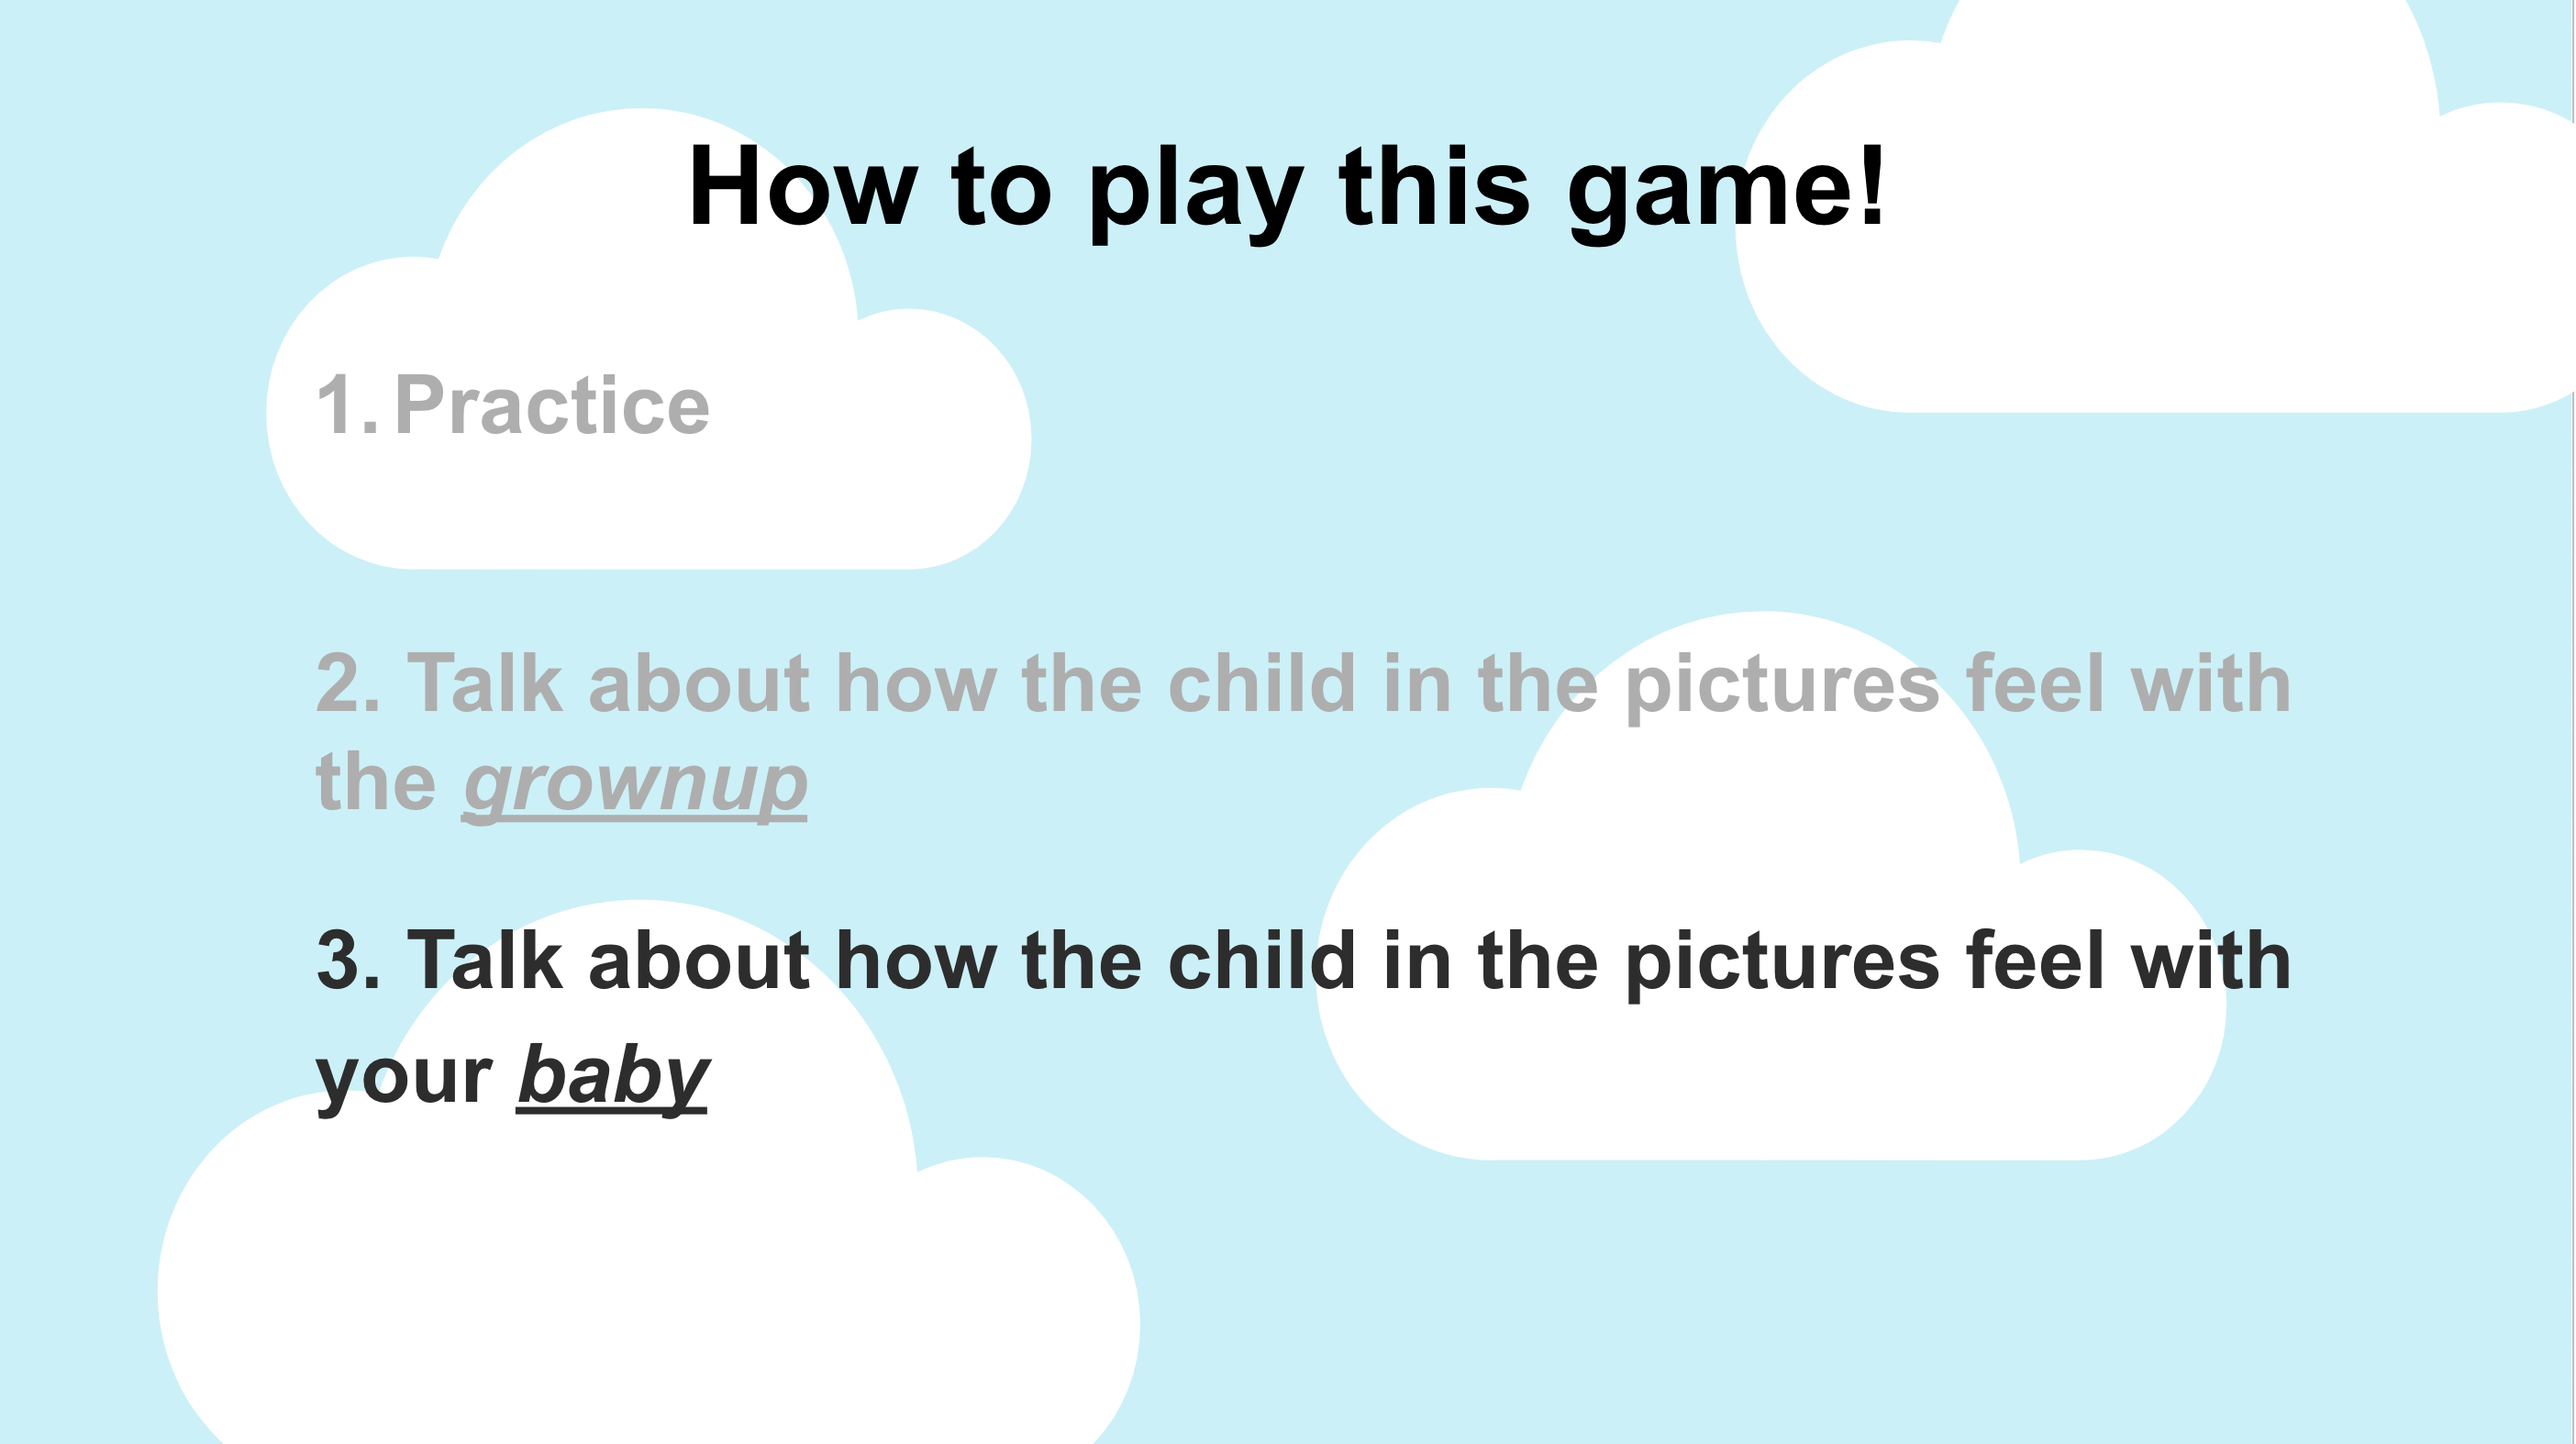 How to play this game!
1. Practice
2. Talk about how the child in the pictures feel with
the grownup
3. Talk about how the child in the pictures feel with
your baby